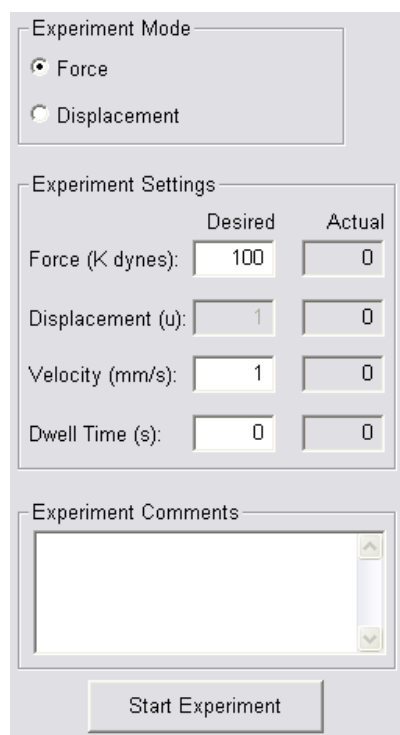 Experiment Mode
Force
Displacement
Experiment Settings
Desired Actual
Force (K dynes): 100 0
Displacement (u): 1 0
Velocity (mm/s): 1 0
Dwell Time (s): 0 0
Experiment Comments
Start Experiment